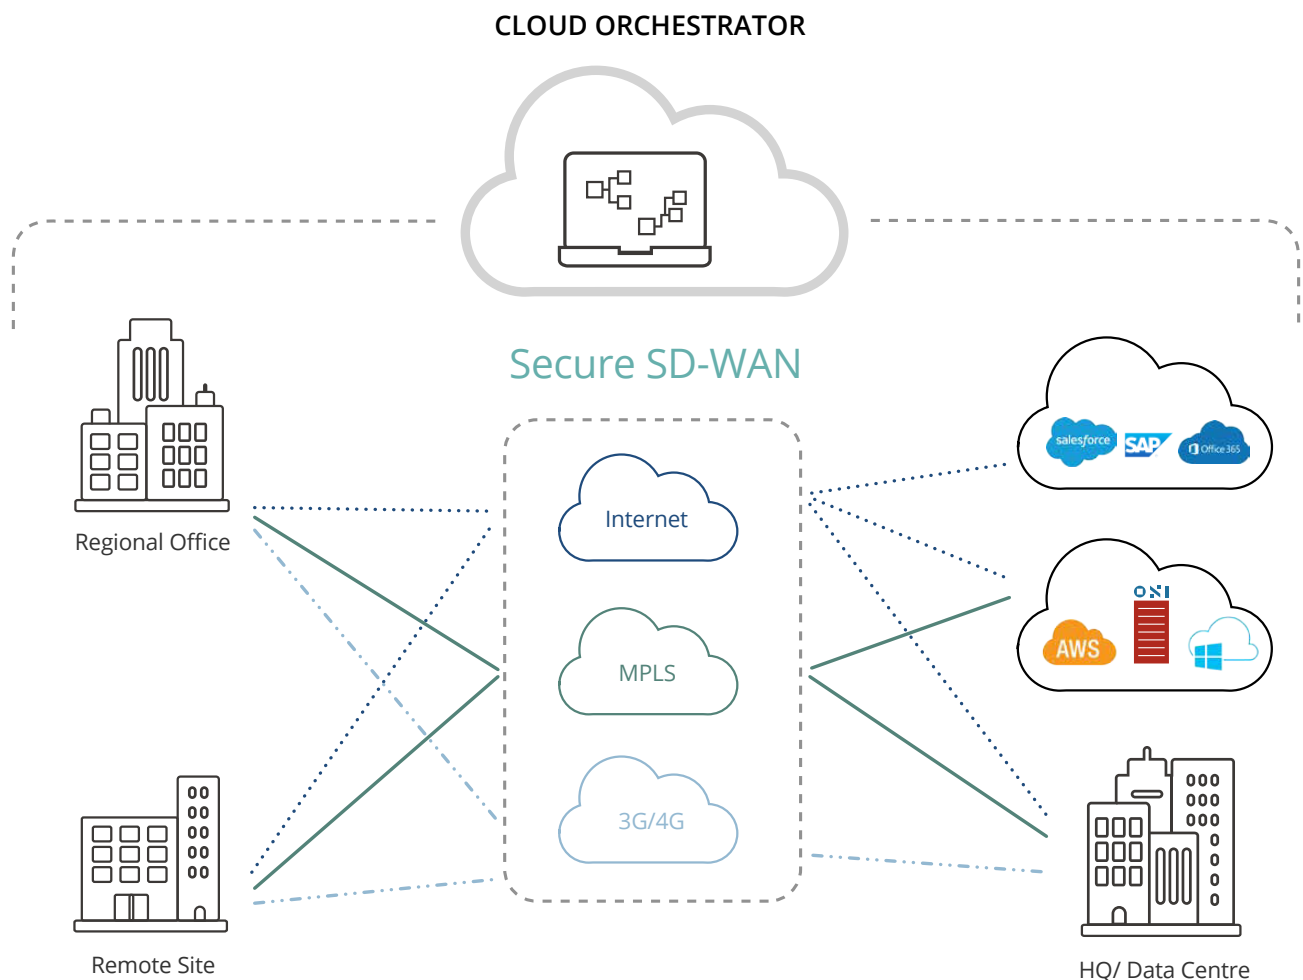 CLOUD ORCHESTRATOR
Secure SD-WAN
salesforce
SAP
Office 365
Internet
Regional Office
ONI
AWS
MPLS
3G/4G
Remote Site
HQ/ Data Centre